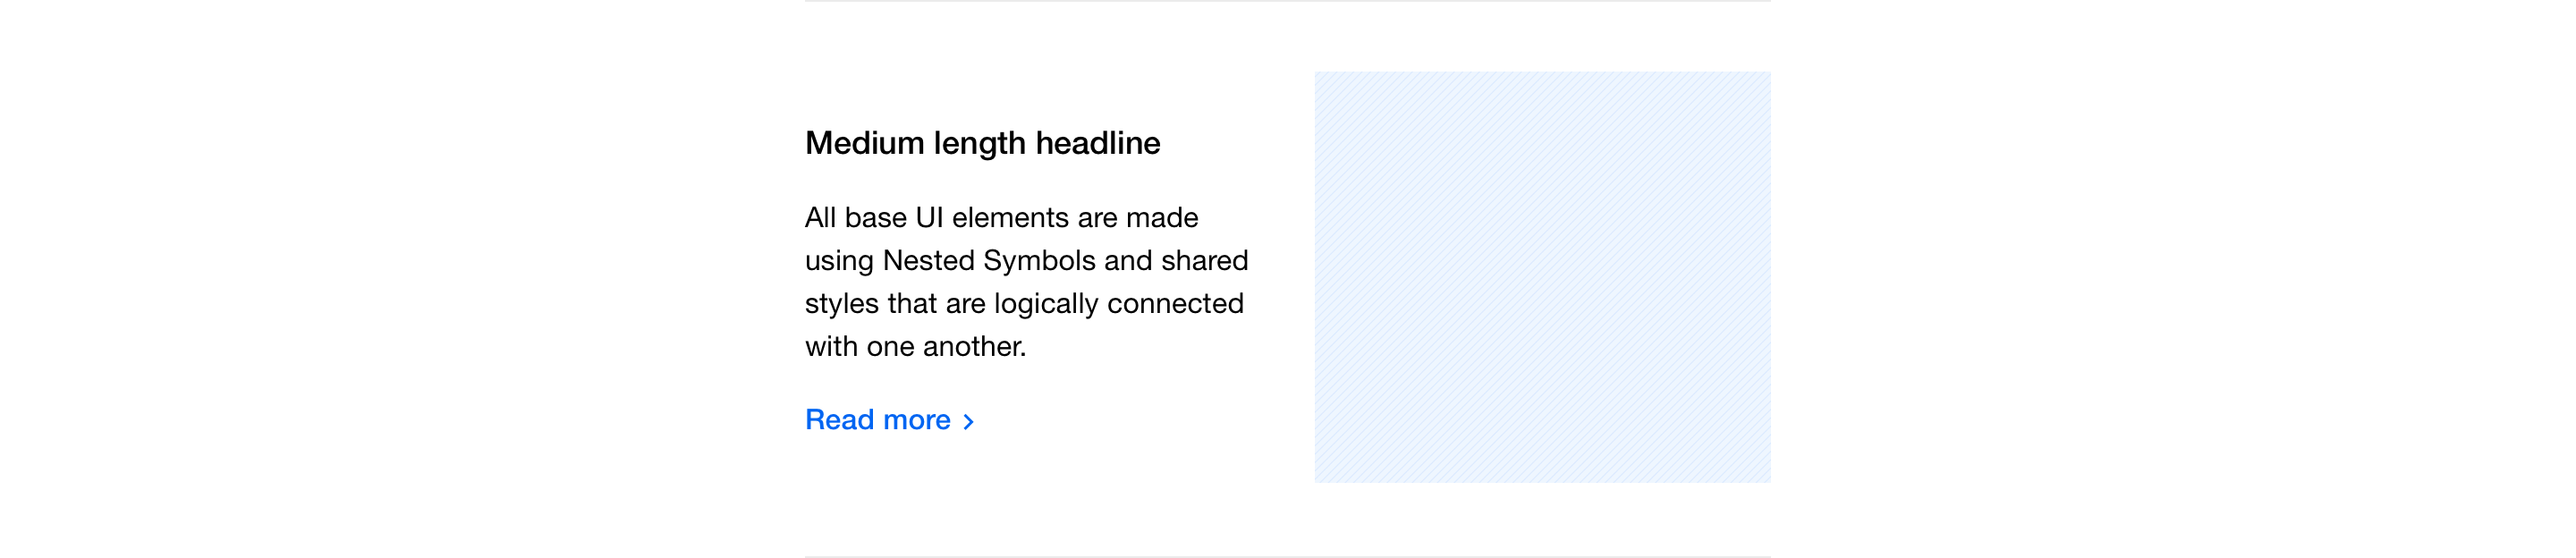 Medium length headline
All base UI elements are made
using Nested Symbols and shared
styles that are logically connected
with one another.
Read more